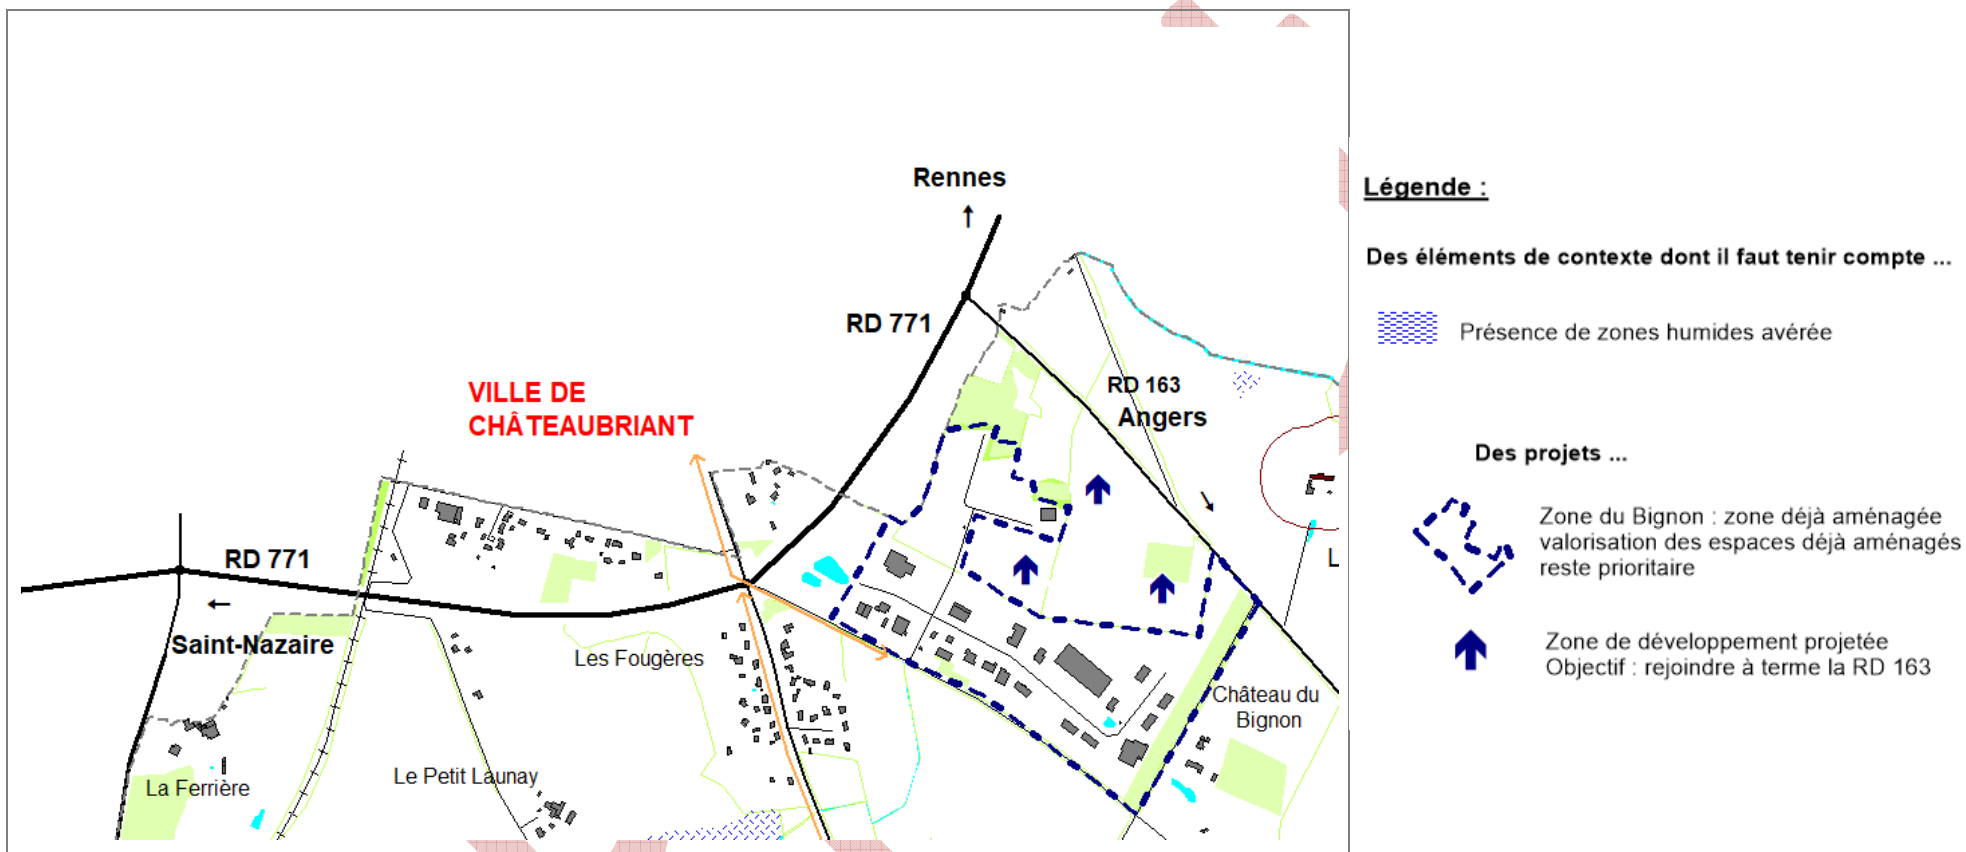 Rennes
RD 771
RD 163
Angers
VILLE DE
CHÂTEAUBRIANT
RD 771
Saint-Nazaire
Les Fougères
Le Petit Launay
La Ferrière
Château du
Bignon
L
Légende :
Des éléments de contexte dont il faut tenir compte ...
Présence de zones humides avérée
Des projets ...
Zone du Bignon : zone déjà aménagée
valorisation des espaces déjà aménagés
reste prioritaire
Zone de développement projetée
Objectif : rejoindre à terme la RD 163